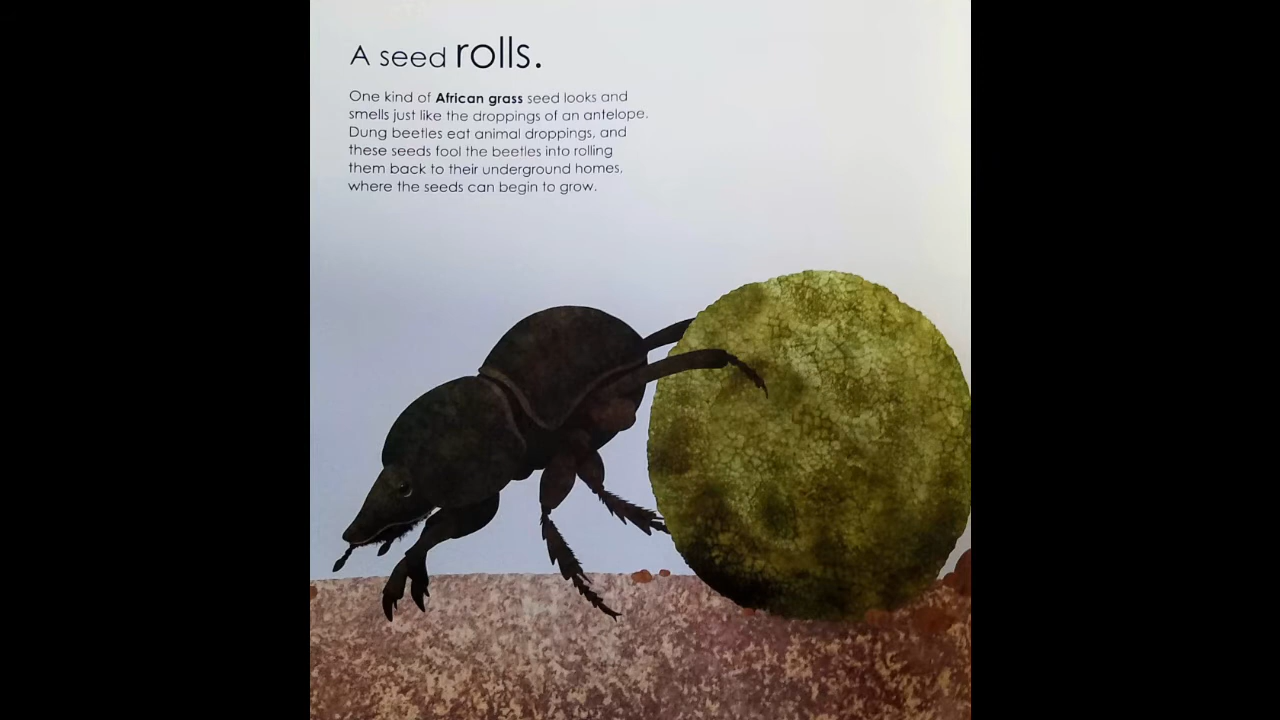 A seed rolls.
One kind of African grass seed looks and
smells just like the droppings of an antelope.
Dung beetles eat animal droppings, and
these seeds fool the beetles into rolling
them back to their underground homes,
where the seeds can begin to grow.